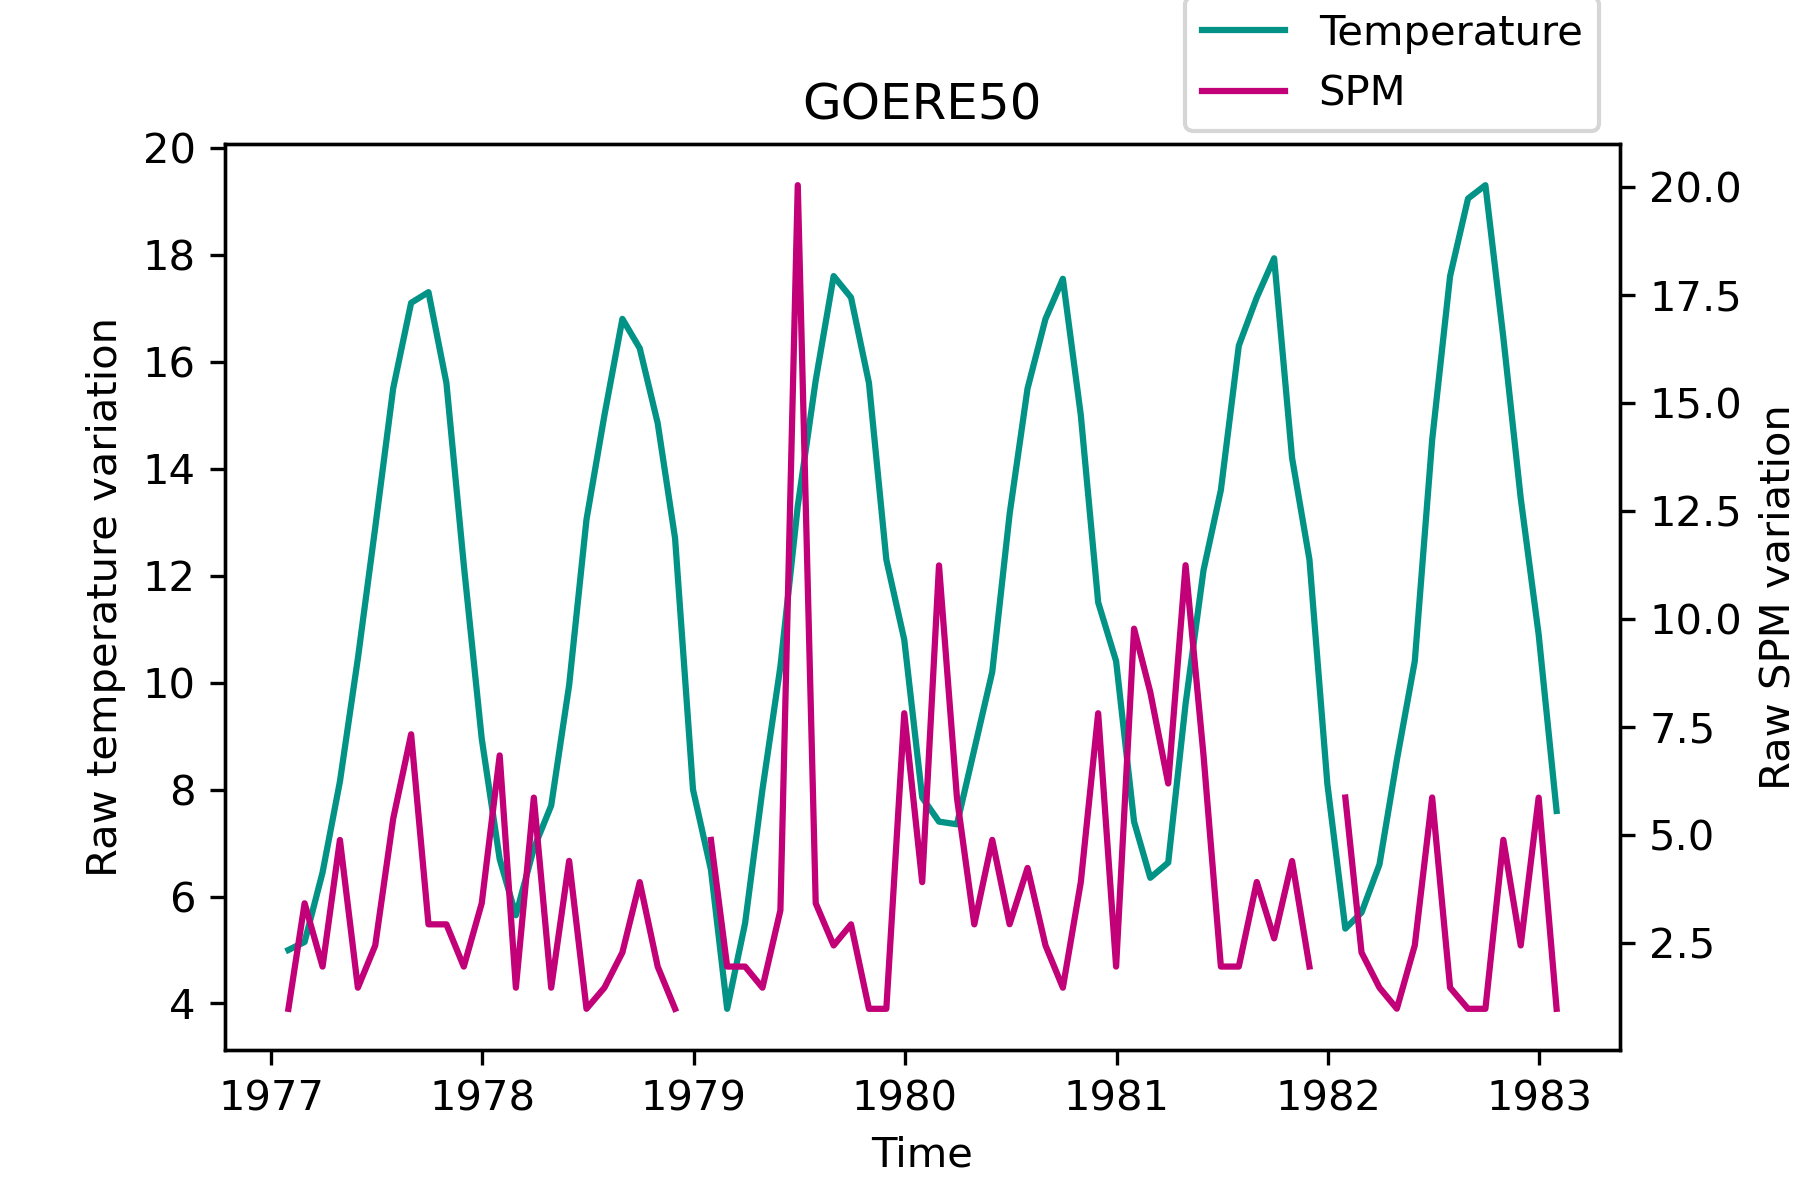 Temperature
SPM
GOERE50
20
18
16
14
12
10
8
6
4
Raw temperature variation
20.0
17.5
15.0
12.5
10.0
7.5
5.0
2.5
Raw SPM variation
1977 1978 1979 1980 1981 1982 1983
Time